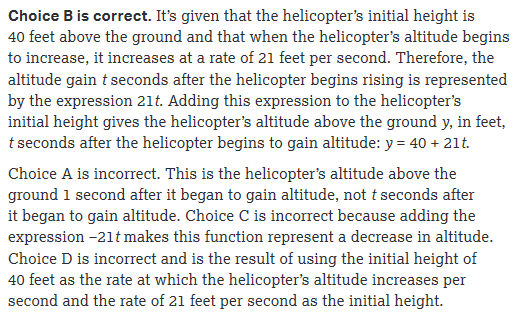 Choice B is correct. It’s given that the helicopter’s initial height is
40 feet above the ground and that when the helicopter’s altitude begins
to increase, it increases at a rate of 21 feet per second. Therefore, the
altitude gain t seconds after the helicopter begins rising is represented
by the expression 21t. Adding this expression to the helicopter’s
initial height gives the helicopter’s altitude above the ground y, in feet,
t seconds after the helicopter begins to gain altitude: y = 40 + 21t.
Choice A is incorrect. This is the helicopter’s altitude above the
ground 1 second after it began to gain altitude, not t seconds after
it began to gain altitude. Choice C is incorrect because adding the
expression –21t makes this function represent a decrease in altitude.
Choice D is incorrect and is the result of using the initial height of
40 feet as the rate at which the helicopter’s altitude increases per
second and the rate of 21 feet per second as the initial height.